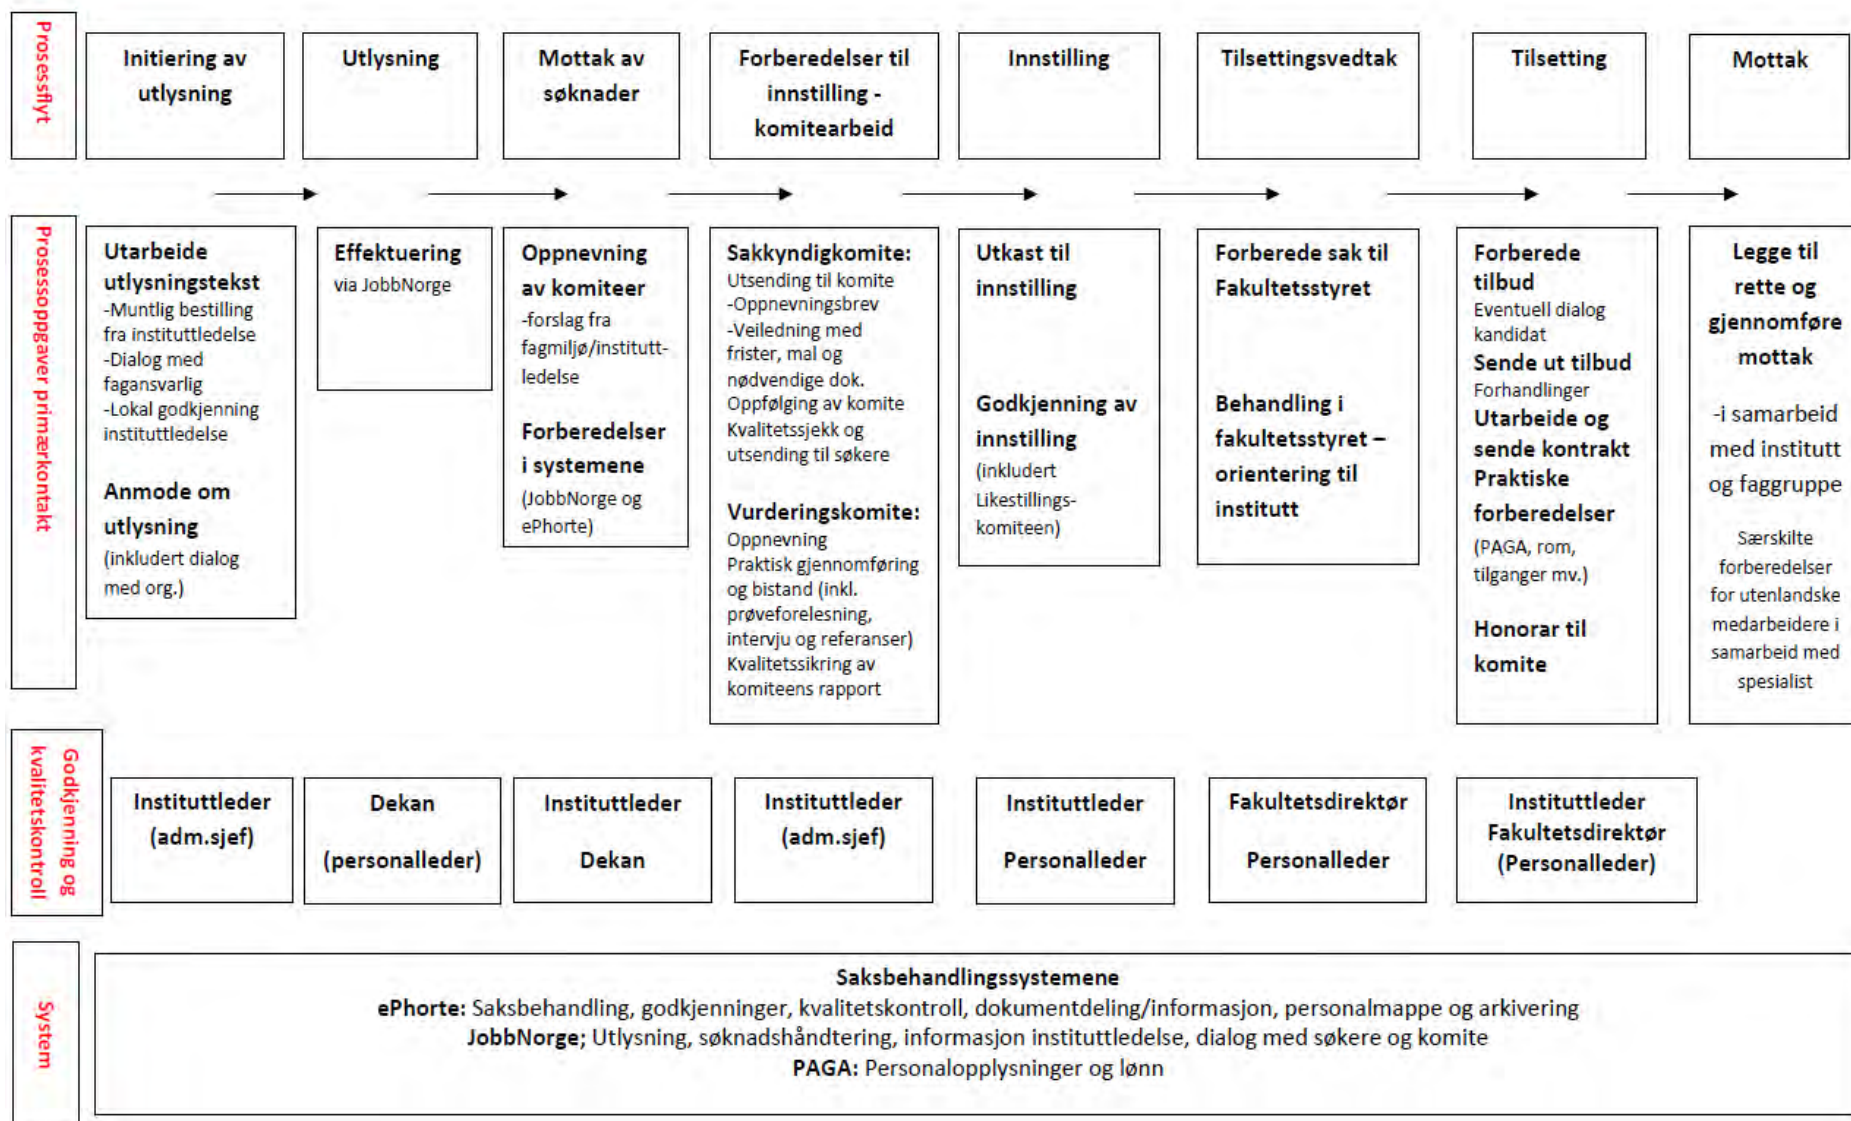 Prosessflyt
Initiering av
utlysning
Utlysning
Mottak av
søknader
Forberedelser til
innstilling -
komitearbeid
Innstilling
Tilsettingsvedtak
Tilsetting
Mottak
Prosessoppgaver primærkontakt
Utarbeide
utlysningstekst
-Muntlig bestilling
fra instituttledelse
-Dialog med
fagansvarlig
-Lokal godkjenning
instituttledelse
Anmode om
utlysning
(inkludert dialog
med org.)
Effektuering
via JobbNorge
Oppnevning
av komiteer
-forslag fra
fagmiljø/institutt-
ledelse
Forberedelser
i systemene
(JobbNorge og
ePhorte)
Sakkyndigkomite:
Utsending til komite
-Oppnevningsbrev
-Veiledning med
frister, mal og
nødvendige dok.
Oppfølging av komite
Kvalitetssjekk og
utsending til søkere
Vurderingskomite:
Oppnevning
Praktisk gjennomføring
og bistand (inkl.
prøveforelesning,
intervju og referanser)
Kvalitetssikring av
komiteens rapport
Utkast til
innstilling
Godkjenning av
innstilling
(inkludert
Likestillings-
komiteen)
Forberede sak til
Fakultetsstyret
Behandling i
fakultetsstyret –
orientering til
institutt
Forberede
tilbud
Eventuell dialog
kandidat
Sende ut tilbud
Forhandlinger
Utarbeide og
sende kontrakt
Praktiske
forberedelser
(PAGA, rom,
tilganger mv.)
Honorar til
komite
Legge til
rette og
gjennomføre
mottak
-i samarbeid
med institutt
og faggruppe
Særskilte
forberedelser
for utenlandske
medarbeidere i
samarbeid med
spesialist
Godkjenning og
kvalitetskontroll
Instituttleder
(adm.sjef)
Dekan
(personalleder)
Instituttleder
Dekan
Instituttleder
(adm.sjef)
Instituttleder
Personalleder
Fakultetsdirektør
Personalleder
Instituttleder
Fakultetsdirektør
(Personalleder)
System
Saksbehandlingssystemene
ePhorte: Saksbehandling, godkjenninger, kvalitetskontroll, dokumentdeling/informasjon, personalmappe og arkivering
JobbNorge; Utlysning, søknadshåndtering, informasjon instituttledelse, dialog med søkere og komite
PAGA: Personalopplysninger og lønn